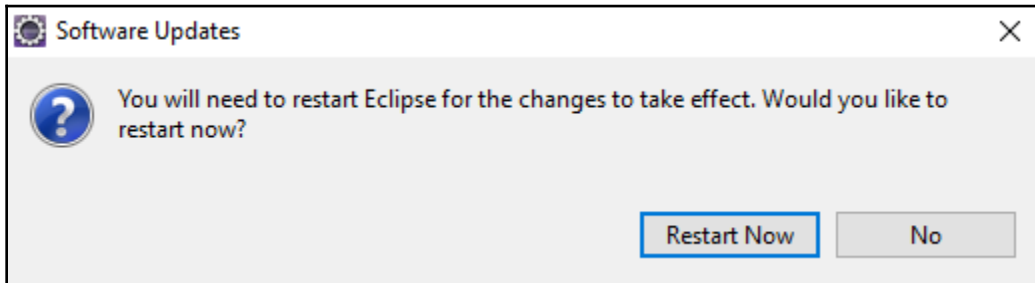 Software Updates
You will need to restart Eclipse for the changes to take effect. Would you like to
restart now?
Restart Now
No